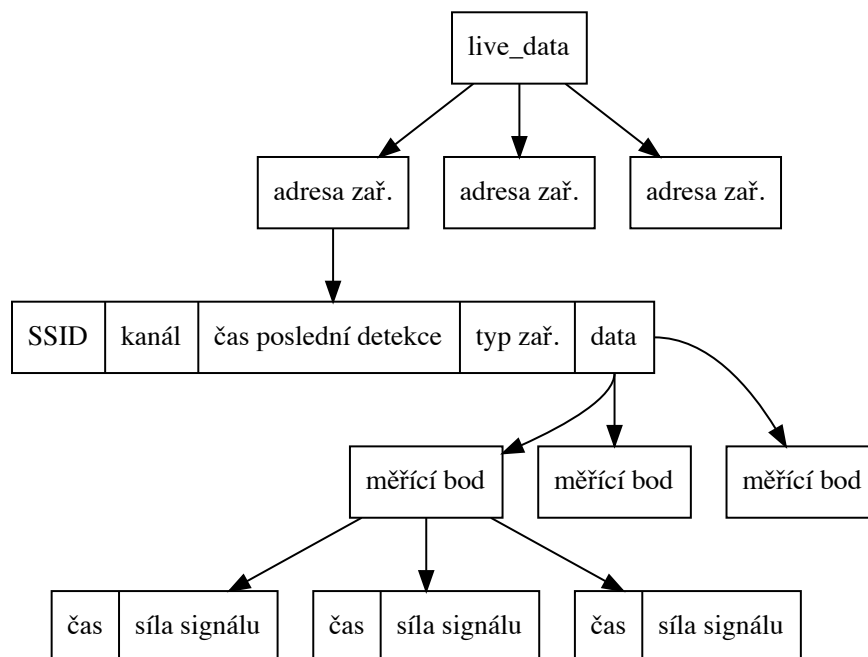 live_data
adresa zař.
adresa zař.
adresa zař.
SSID
kanál
čas poslední detekce
typ zař.
data
měřící bod
měřící bod
měřící bod
čas
síla signálu
čas
síla signálu
čas
síla signálu